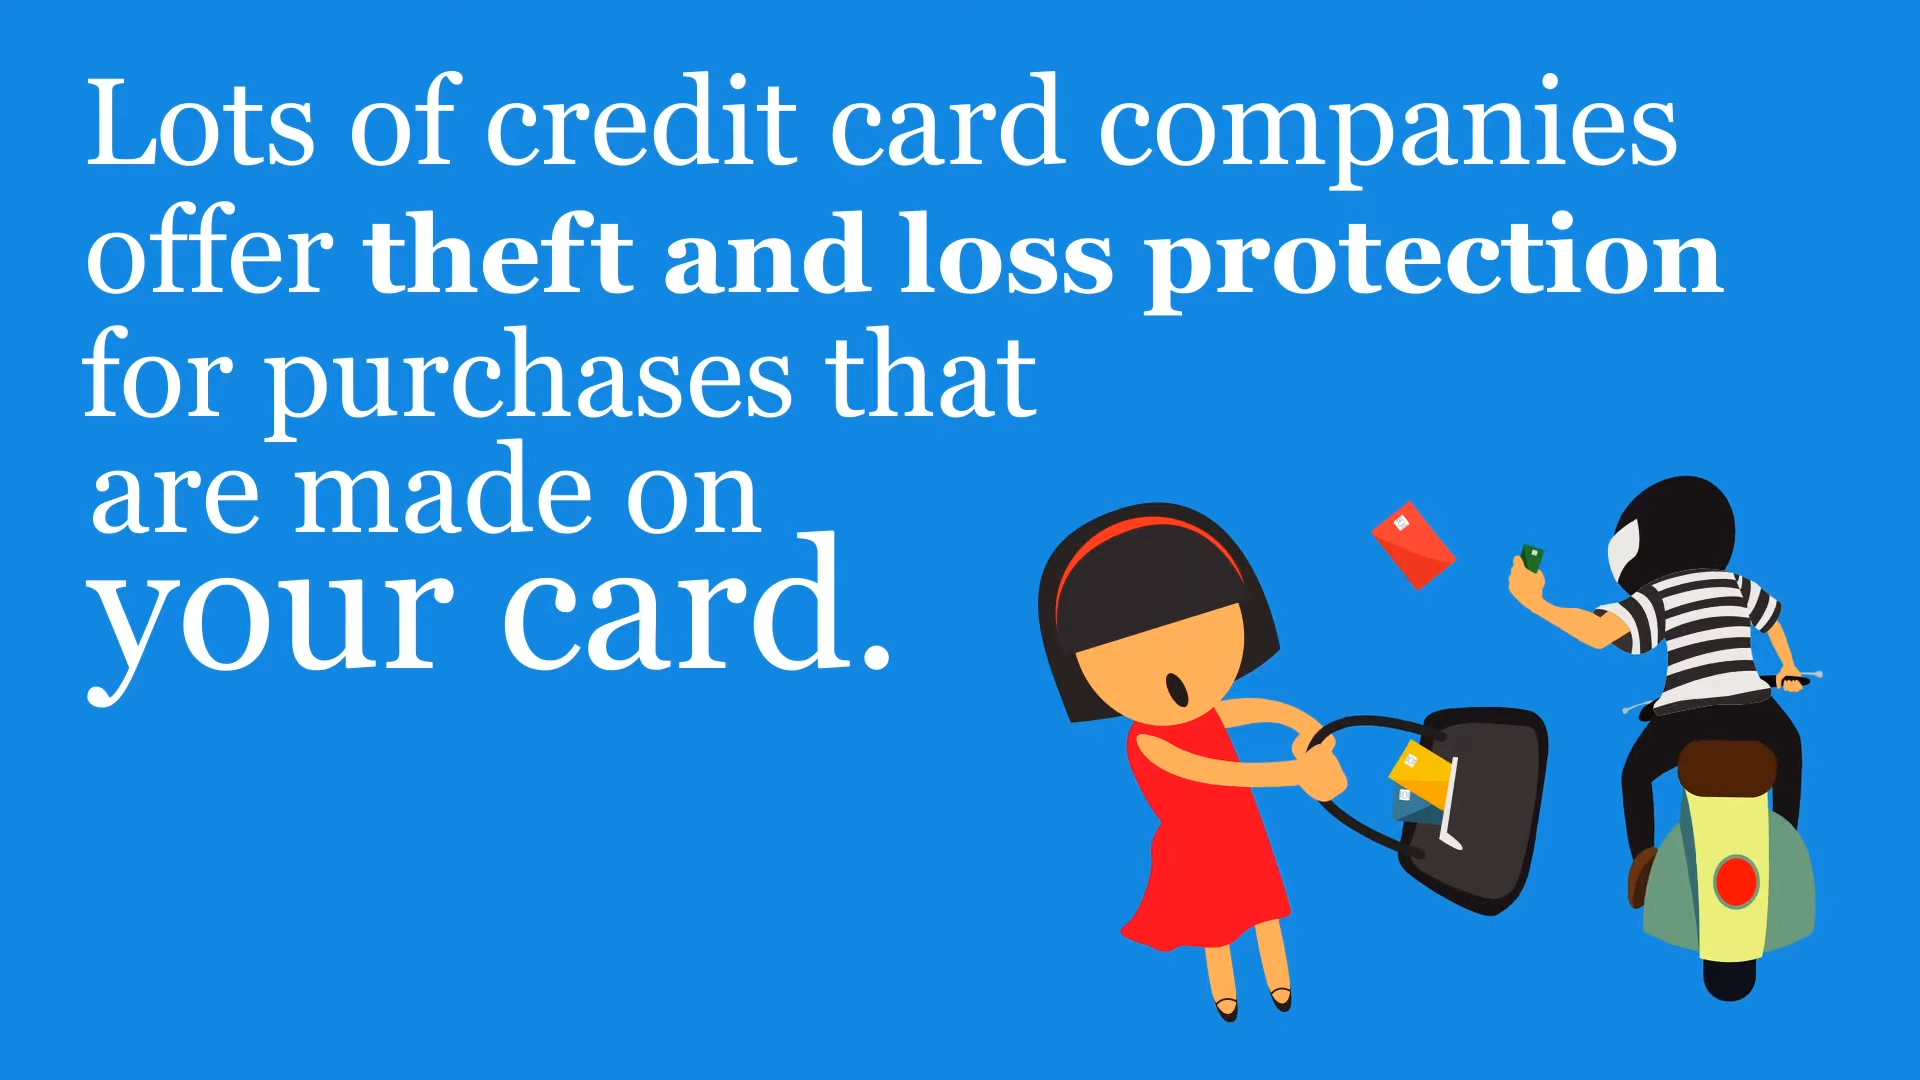 Lots of credit card companies
offer theft and loss protection
for purchases that
are made on
your card.